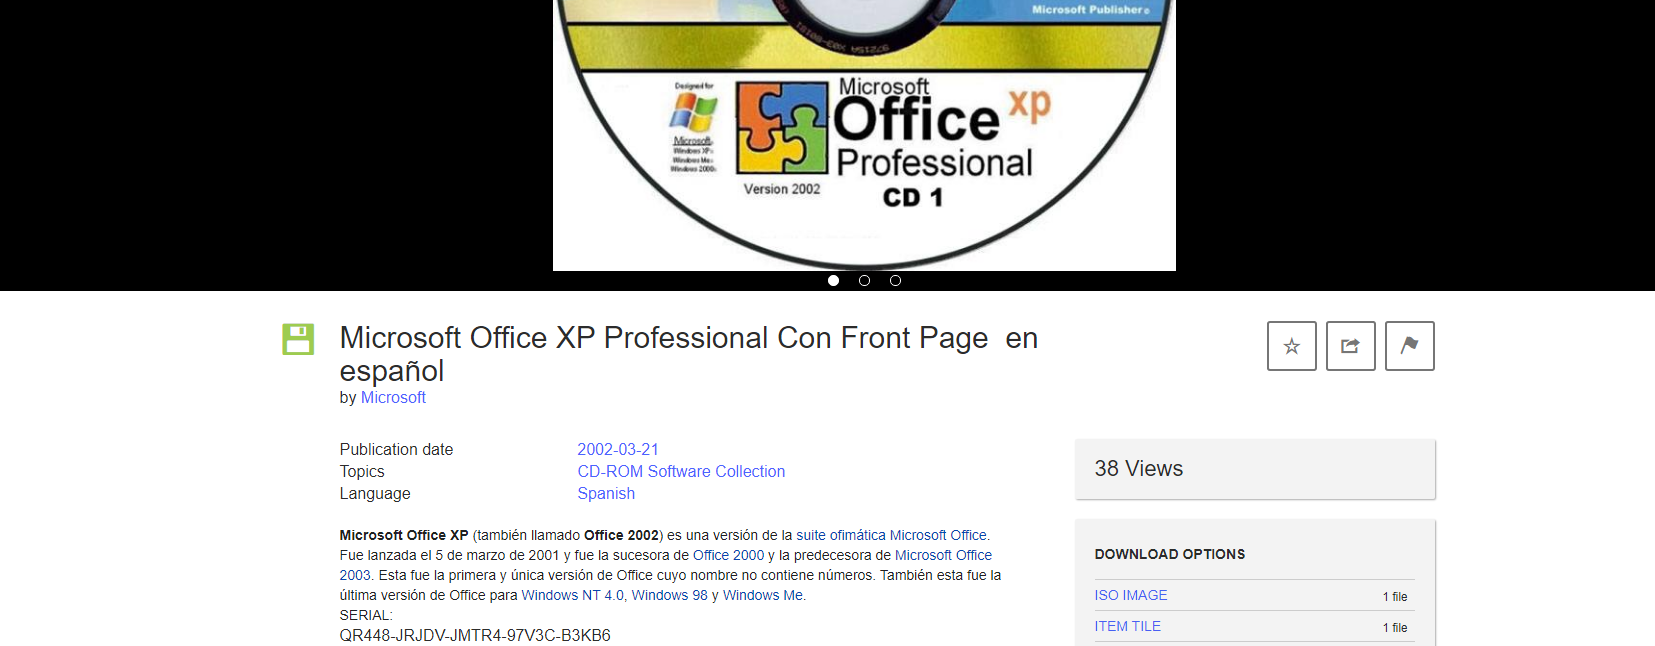 Microsoft Publisher®
Designed for
Microsoft
Windows XP
Windows Me
Windows 2000
Microsoft
Office xp
Professional
Version 2002
CD 1
Microsoft Office XP Professional Con Front Page en
español
by Microsoft
Publication date 2002-03-21
Topics CD-ROM Software Collection
Language Spanish
38 Views
Microsoft Office XP (también llamado Office 2002) es una versión de la suite ofimática Microsoft Office.
Fue lanzada el 5 de marzo de 2001 y fue la sucesora de Office 2000 y la predecesora de Microsoft Office
2003. Esta fue la primera y única versión de Office cuyo nombre no contiene números. También esta fue la
última versión de Office para Windows NT 4.0, Windows 98 y Windows Me.
SERIAL:
QR448-JRJDV-JMTR4-97V3C-B3KB6
DOWNLOAD OPTIONS
ISO IMAGE 1 file
ITEM TILE 1 file